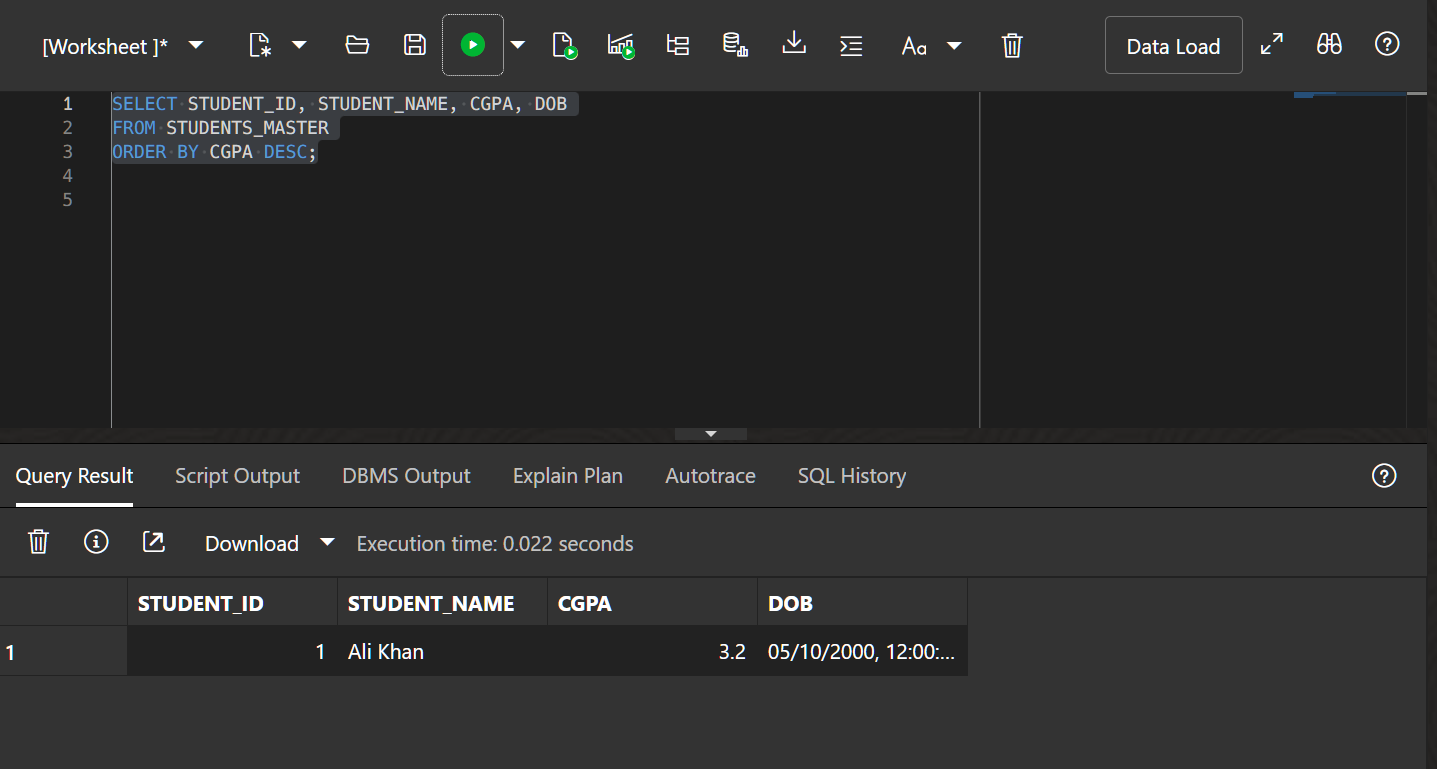 [Worksheet ]*
Aa
Data Load
1 SELECT STUDENT_ID, STUDENT_NAME, CGPA, DOB
2 FROM STUDENTS_MASTER
3 ORDER BY CGPA DESC;
4
5
Query Result Script Output DBMS Output Explain Plan Autotrace SQL History
Download Execution time: 0.022 seconds
STUDENT_ID STUDENT_NAME CGPA DOB
1 1 Ali Khan 3.2 05/10/2000, 12:00:...